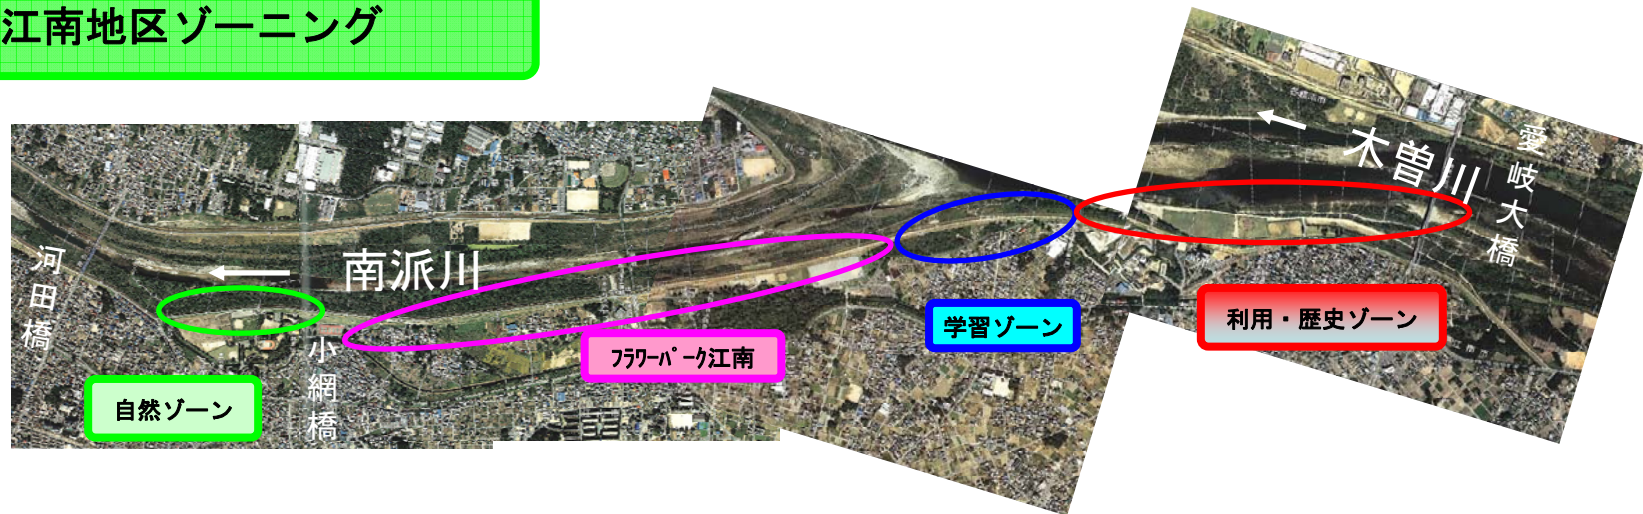 江南地区ゾーニング
木曽川
愛岐大橋
南派川
河田橋
小網橋
自然ゾーン
ﾌﾗﾜｰﾊﾟｰｸ江南
学習ゾーン
利用・歴史ゾーン